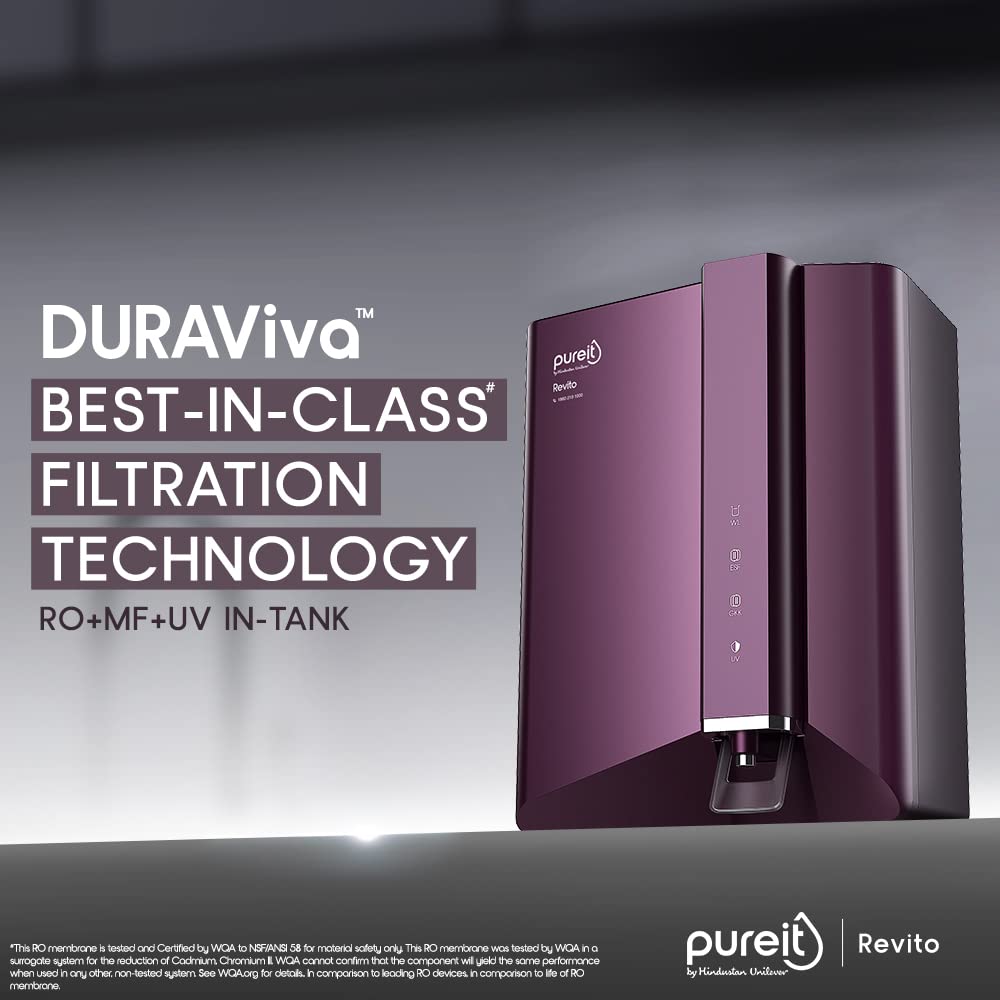 DURAViva™
BEST-IN-CLASS#
FILTRATION
TECHNOLOGY
RO+MF+UV IN-TANK
pureit
by Hindustan Unilever
Revito
WL
ESF
GKK
UV
*This RO membrane is tested and Certified by WQA to NSF/ANSI 58 for material safety only. This RO membrane was tested by WQA in a
surrogate system for the reduction of Cadmium, Chromium III. WQA cannot confirm that the component will yield the same performance
when used in any other, non-tested system. See WQA.org for details. In comparison to leading RO devices, in comparison to life of RO
membrane.
pureit
by Hindustan Unilever
Revito